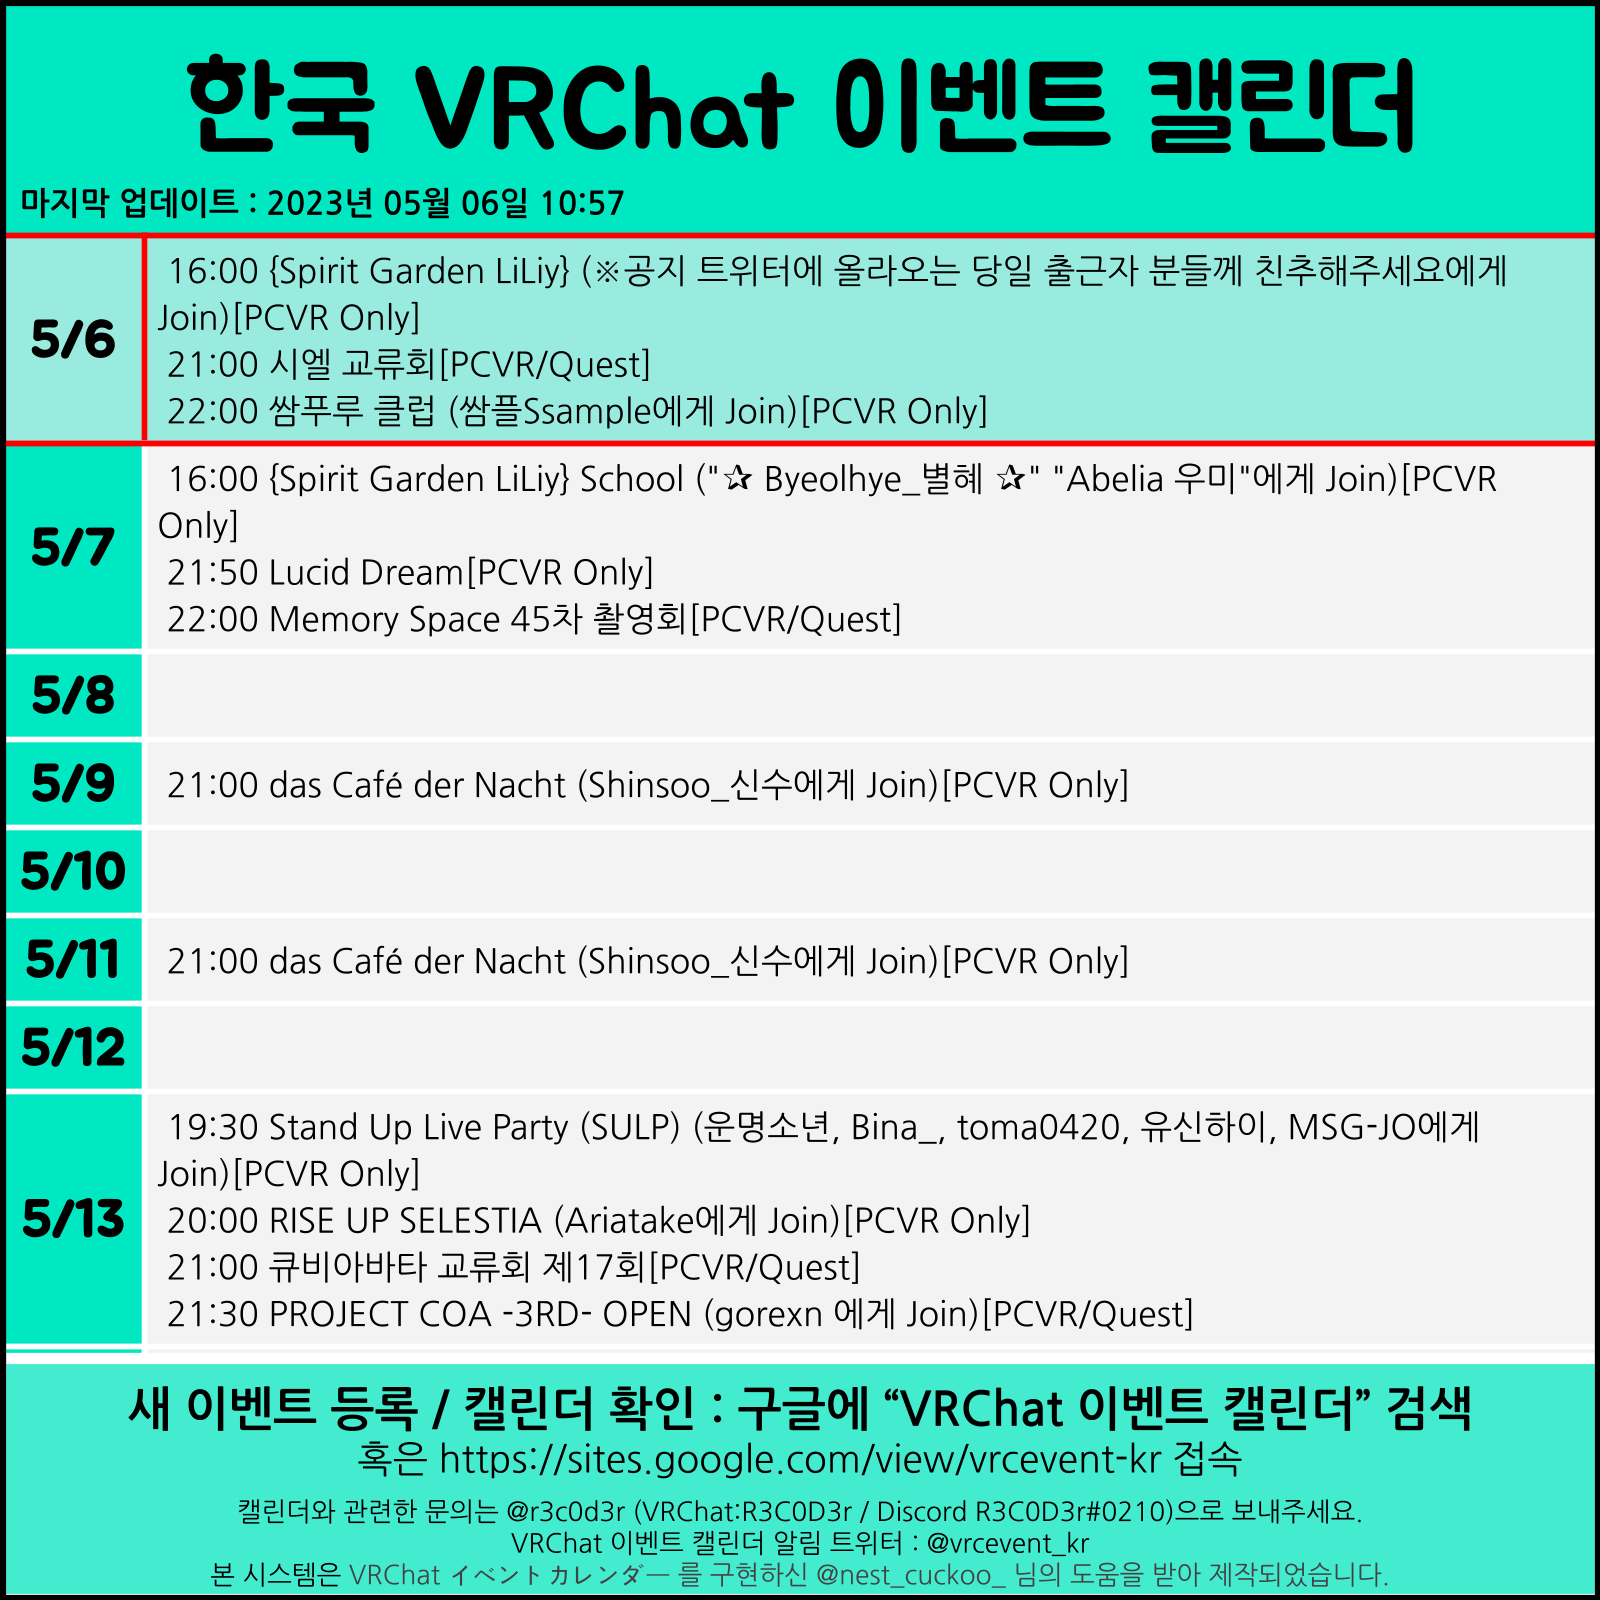 한국 VRChat 이벤트 캘린더
마지막 업데이트 : 2023년 05월 06일 10:57
5/6
16:00 {Spirit Garden LiLiy} (※공지 트위터에 올라오는 당일 출근자 분들께 친추해주세요에게
Join)[PCVR Only]
21:00 시엘 교류회[PCVR/Quest]
22:00 쌈푸루 클럽 (쌈플Ssample에게 Join)[PCVR Only]
5/7
16:00 {Spirit Garden LiLiy} School ("✰ Byeolhye_별혜 ✰" "Abelia 우미"에게 Join)[PCVR
Only]
21:50 Lucid Dream[PCVR Only]
22:00 Memory Space 45차 촬영회[PCVR/Quest]
5/8
5/9
21:00 das Café der Nacht (Shinsoo_신수에게 Join)[PCVR Only]
5/10
5/11
21:00 das Café der Nacht (Shinsoo_신수에게 Join)[PCVR Only]
5/12
5/13
19:30 Stand Up Live Party (SULP) (운명소년, Bina_, toma0420, 유신하이, MSG-JO에게
Join)[PCVR Only]
20:00 RISE UP SELESTIA (Ariatake에게 Join)[PCVR Only]
21:00 큐비아바타 교류회 제17회[PCVR/Quest]
21:30 PROJECT COA -3RD- OPEN (gorexn 에게 Join)[PCVR/Quest]
새 이벤트 등록 / 캘린더 확인 : 구글에 “VRChat 이벤트 캘린더” 검색
혹은 https://sites.google.com/view/vrcevent-kr 접속
캘린더와 관련한 문의는 @r3c0d3r (VRChat:R3C0D3r / Discord R3C0D3r#0210)으로 보내주세요.
VRChat 이벤트 캘린더 알림 트위터 : @vrcevent_kr
본 시스템은 VRChat イベントカレンダー 를 구현하신 @nest_cuckoo_ 님의 도움을 받아 제작되었습니다.